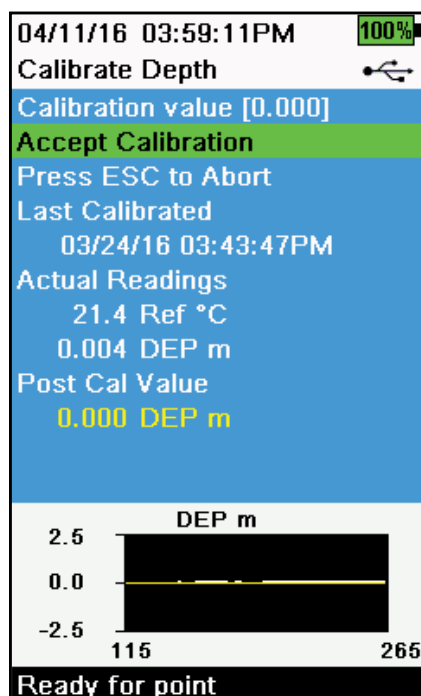 04/11/16 03:59:11PM 100%
Calibrate Depth
Calibration value [0.000]
Accept Calibration
Press ESC to Abort
Last Calibrated
03/24/16 03:43:47PM
Actual Readings
21.4 Ref °C
0.004 DEP m
Post Cal Value
0.000 DEP m
DEP m
2.5
0.0
-2.5
115 265
Ready for point